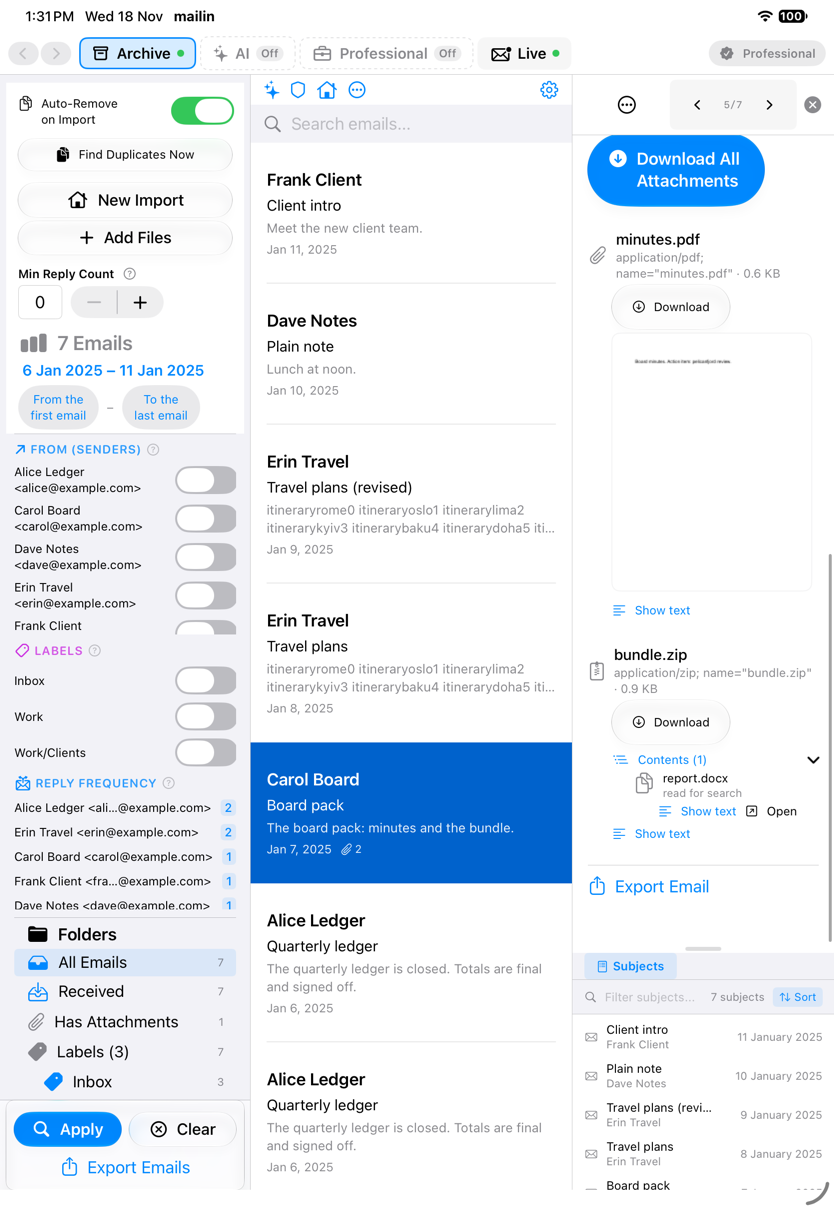 1:31 PM Wed 18 Nov mailin
100
Archive
AI Off
Professional Off
Live
Professional
Auto-Remove
on Import
Find Duplicates Now
New Import
Add Files
Min Reply Count
0
7 Emails
6 Jan 2025 – 11 Jan 2025
From the
first email
–
To the
last email
FROM (SENDERS)
Alice Ledger
<alice@example.com>
Carol Board
<carol@example.com>
Dave Notes
<dave@example.com>
Erin Travel
<erin@example.com>
Frank Client
LABELS
Inbox
Work
Work/Clients
REPLY FREQUENCY
Alice Ledger <ali...@example.com> 2
Erin Travel <erin@example.com> 2
Carol Board <carol@example.com> 1
Frank Client <fra...@example.com> 1
Dave Notes <dave@example.com> 1
Folders
All Emails 7
Received 7
Has Attachments 1
Labels (3) 7
Inbox 3
Apply
Clear
Export Emails
Search emails...
Frank Client
Client intro
Meet the new client team.
Jan 11, 2025
Dave Notes
Plain note
Lunch at noon.
Jan 10, 2025
Erin Travel
Travel plans (revised)
itineraryrome0 itineraryoslo1 itinerarylima2
itinerarykyiv3 itinerarybaku4 itinerarydoha5 iti...
Jan 9, 2025
Erin Travel
Travel plans
itineraryrome0 itineraryoslo1 itinerarylima2
itinerarykyiv3 itinerarybaku4 itinerarydoha5 iti...
Jan 8, 2025
Carol Board
Board pack
The board pack: minutes and the bundle.
Jan 7, 2025 2
Alice Ledger
Quarterly ledger
The quarterly ledger is closed. Totals are final
and signed off.
Jan 6, 2025
Alice Ledger
Quarterly ledger
The quarterly ledger is closed. Totals are final
and signed off.
Jan 6, 2025
5/7
Download All
Attachments
minutes.pdf
application/pdf;
name="minutes.pdf" · 0.6 KB
Download
Board minutes. Action item: review.
Show text
bundle.zip
application/zip; name="bundle.zip"
· 0.9 KB
Download
Contents (1)
report.docx
read for search
Show text Open
Show text
Export Email
Subjects
Filter subjects... 7 subjects Sort
Client intro
Frank Client
11 January 2025
Plain note
Dave Notes
10 January 2025
Travel plans (revi...
Erin Travel
9 January 2025
Travel plans
Erin Travel
8 January 2025
Board pack